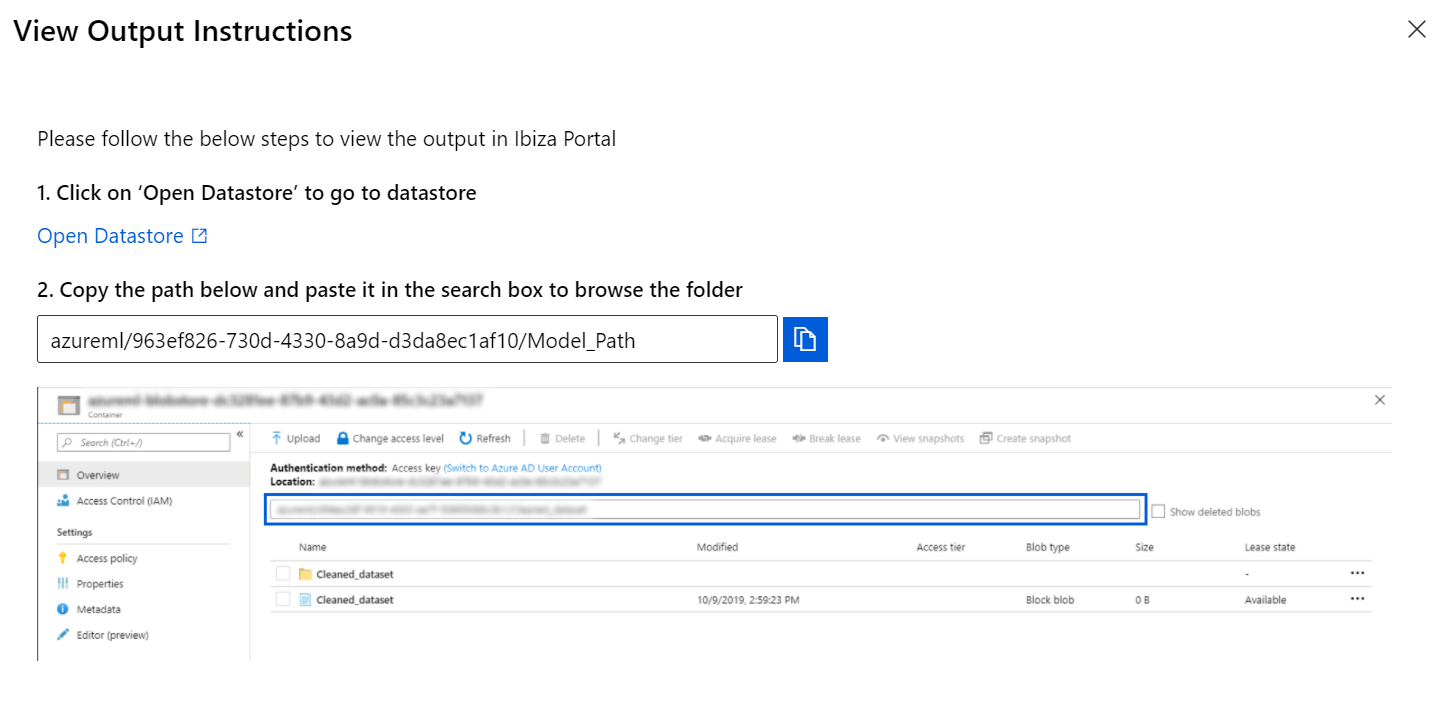 View Output Instructions
Please follow the below steps to view the output in Ibiza Portal
1. Click on ‘Open Datastore’ to go to datastore
Open Datastore
2. Copy the path below and paste it in the search box to browse the folder
azureml/963ef826-730d-4330-8a9d-d3da8ec1af10/Model_Path
Container
Search (Ctrl+/)
«
Upload Change access level Refresh Delete Change tier Acquire lease Break lease View snapshots Create snapshot
Authentication method: Access key (Switch to Azure AD User Account)
Location:
Show deleted blobs
Overview
Access Control (IAM)
Settings
Access policy
Properties
Metadata
Editor (preview)
Name Modified Access tier Blob type Size Lease state
Cleaned_dataset -
Cleaned_dataset 10/9/2019, 2:59:23 PM Block blob 0 B Available